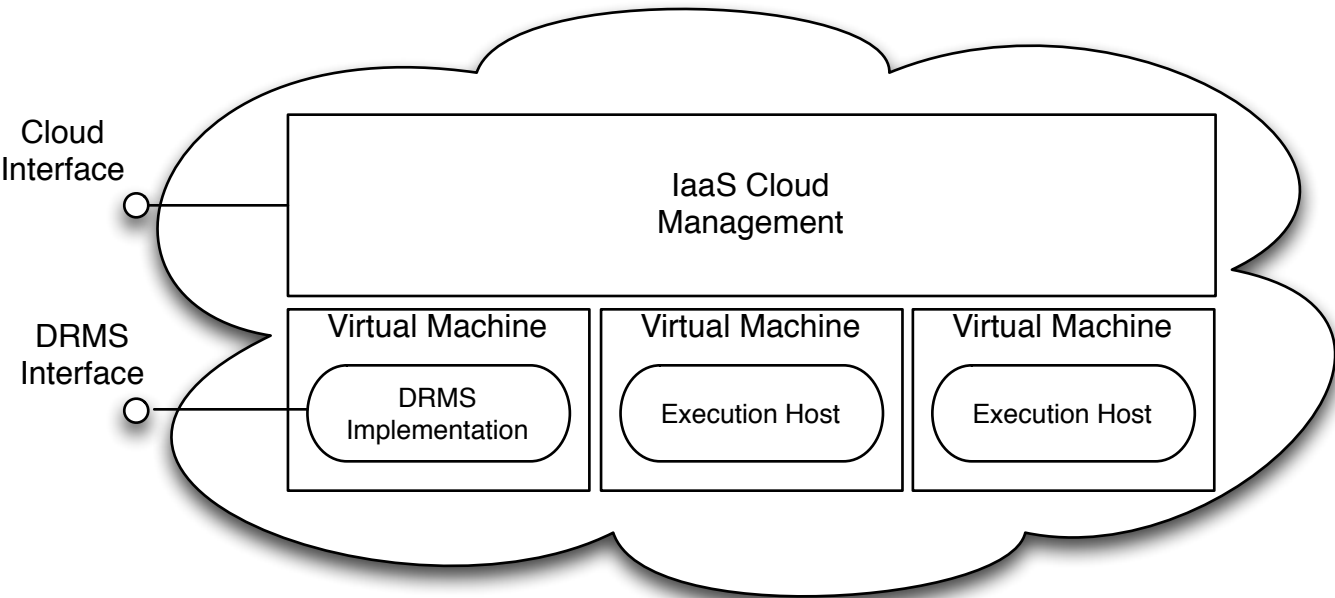 Cloud
Interface
IaaS Cloud
Management
DRMS
Interface
Virtual Machine
Virtual Machine
Virtual Machine
DRMS
Implementation
Execution Host
Execution Host